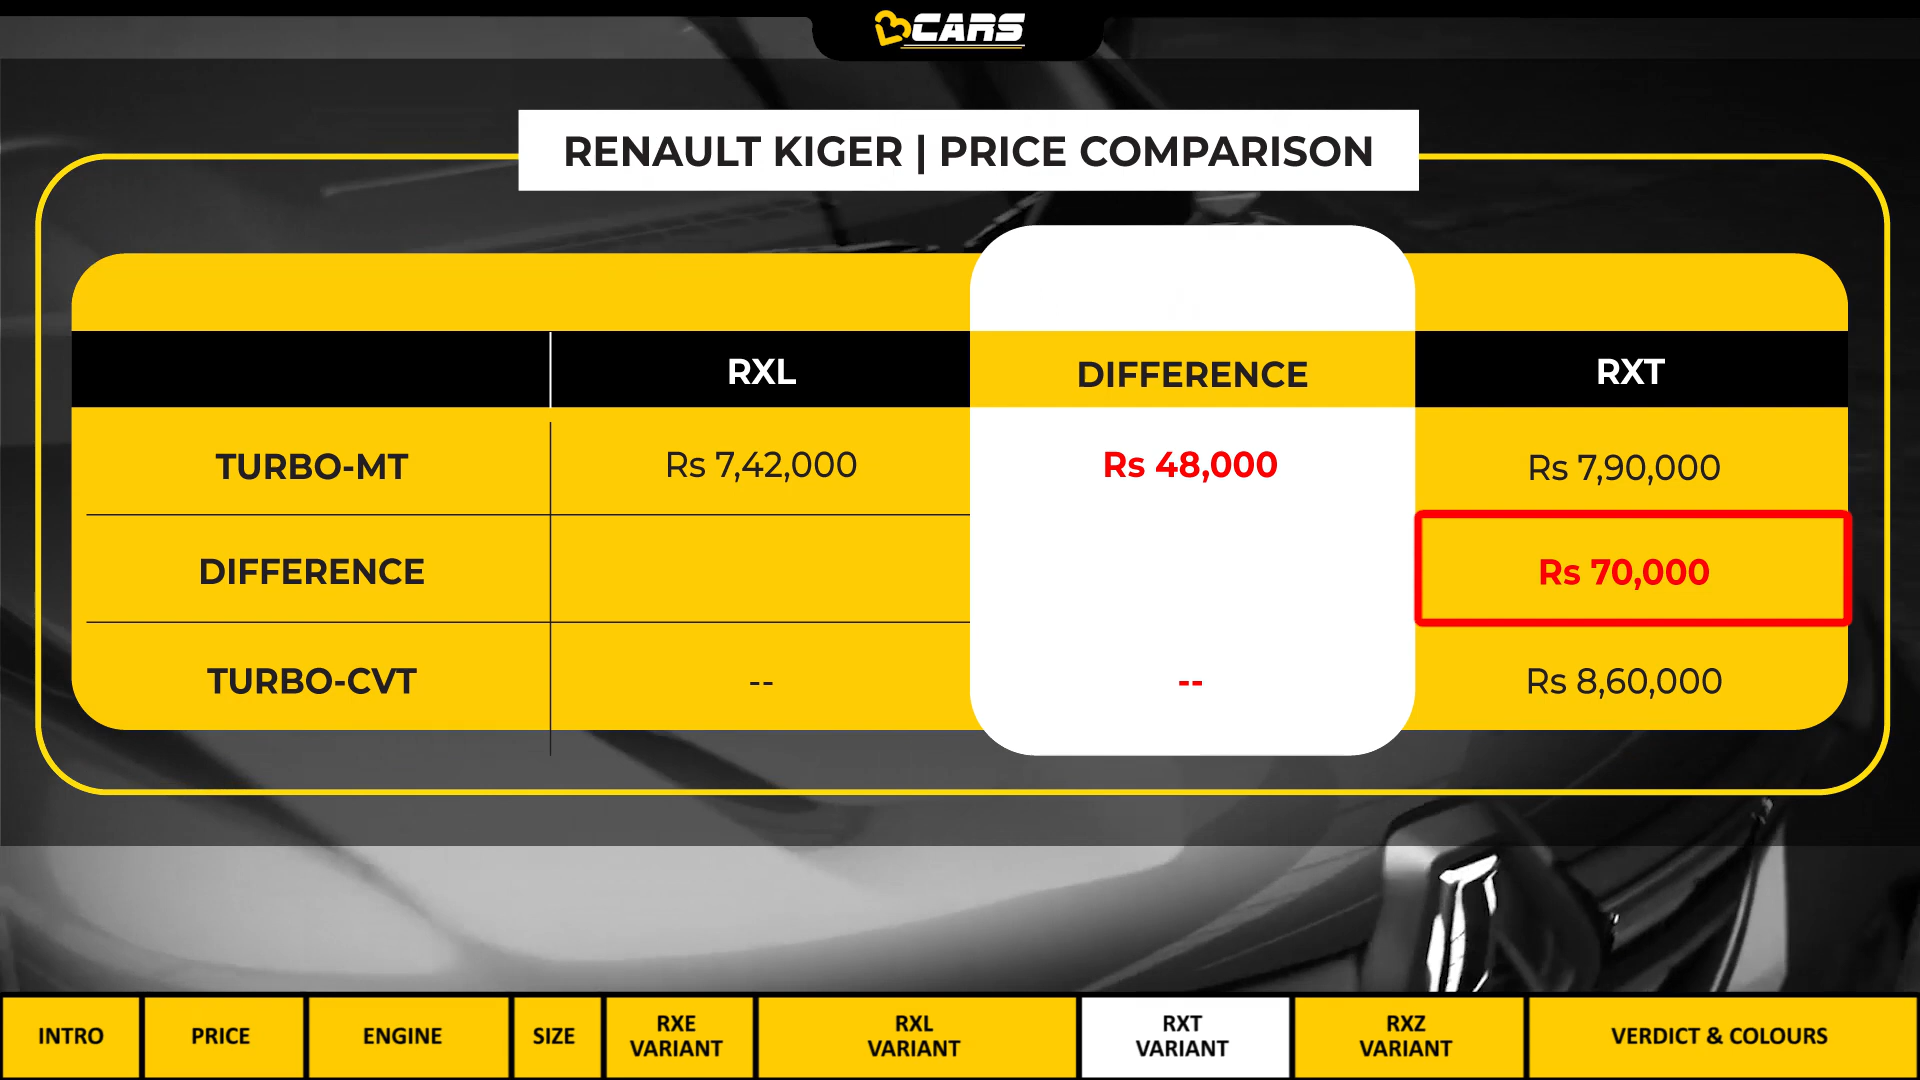 CARS
RENAULT KIGER | PRICE COMPARISON
RXL DIFFERENCE RXT
TURBO-MT Rs 7,42,000 Rs 48,000 Rs 7,90,000
DIFFERENCE Rs 70,000
TURBO-CVT -- -- Rs 8,60,000
INTRO
PRICE
ENGINE
SIZE
RXE
VARIANT
RXL
VARIANT
RXT
VARIANT
RXZ
VARIANT
VERDICT & COLOURS